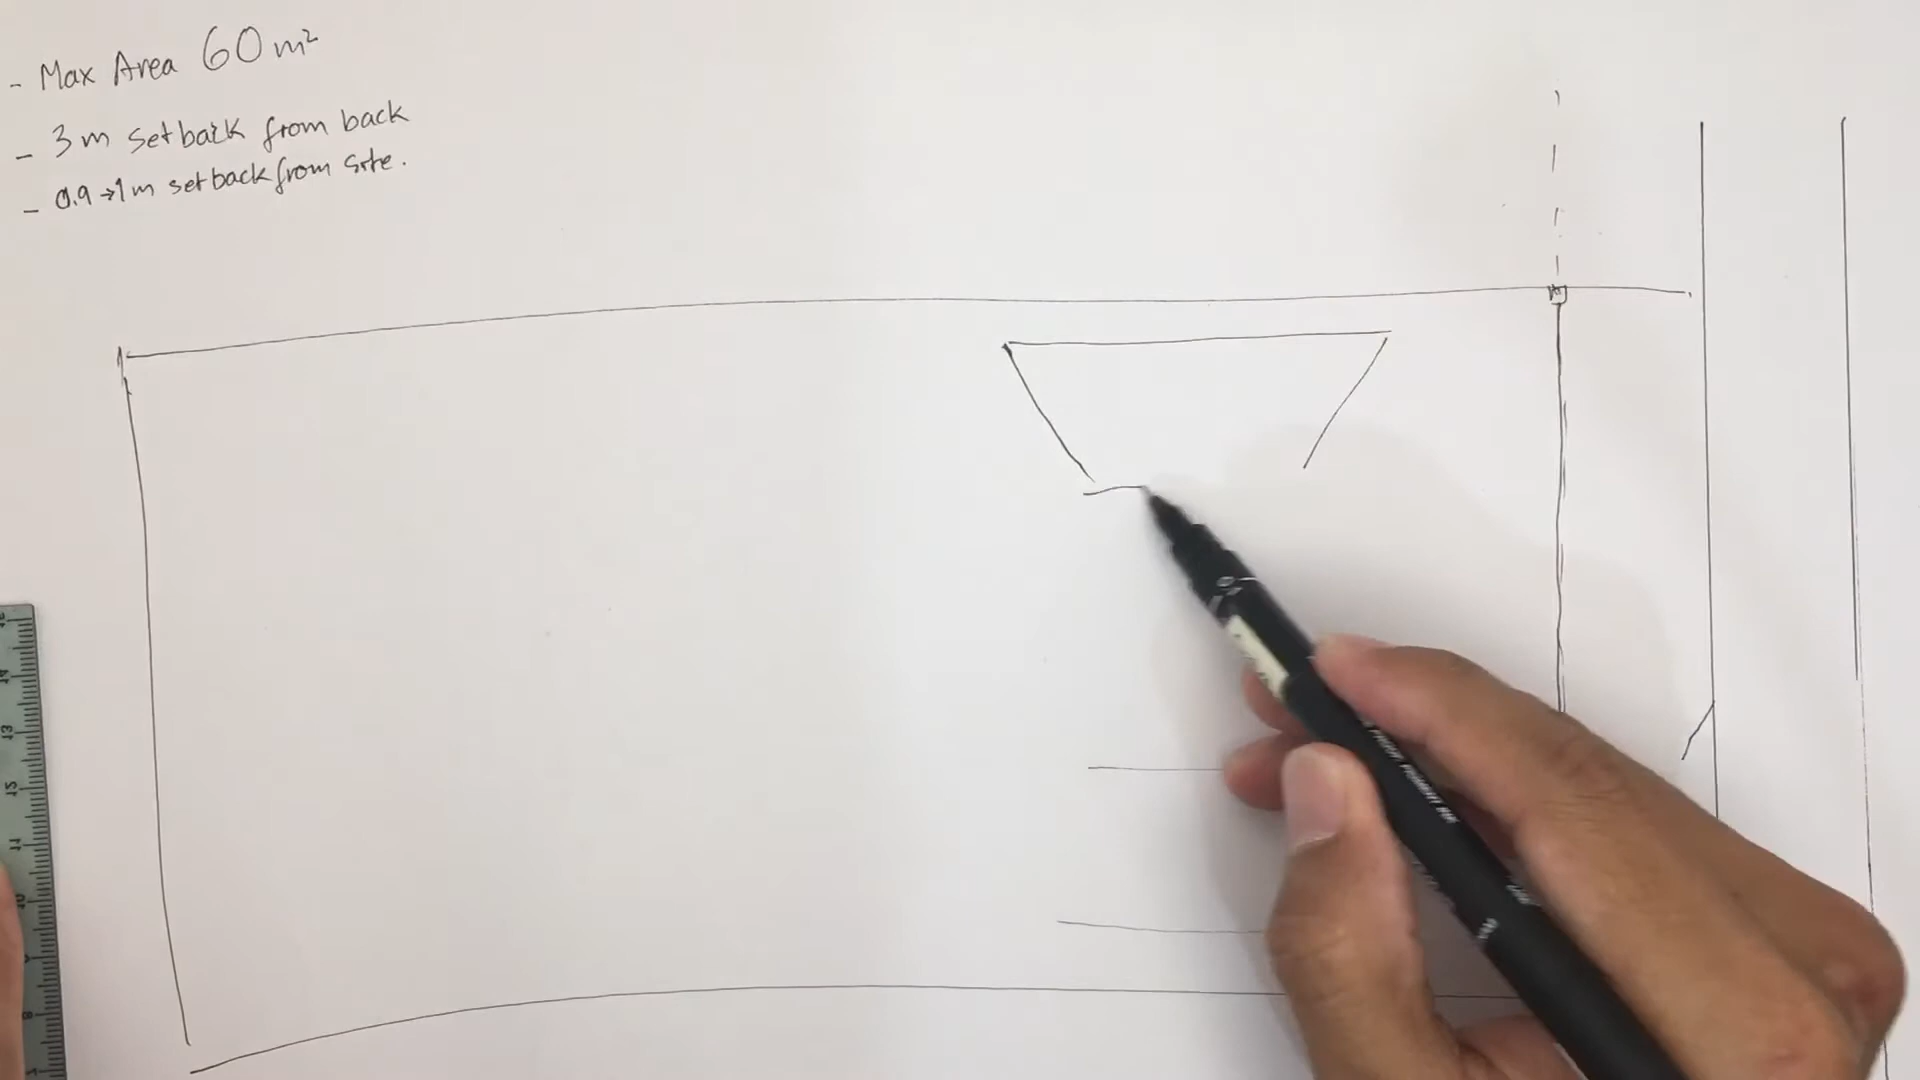 - Max Area 60 m²
- 3 m setback from back
- 0.9 → 1 m setback from site.